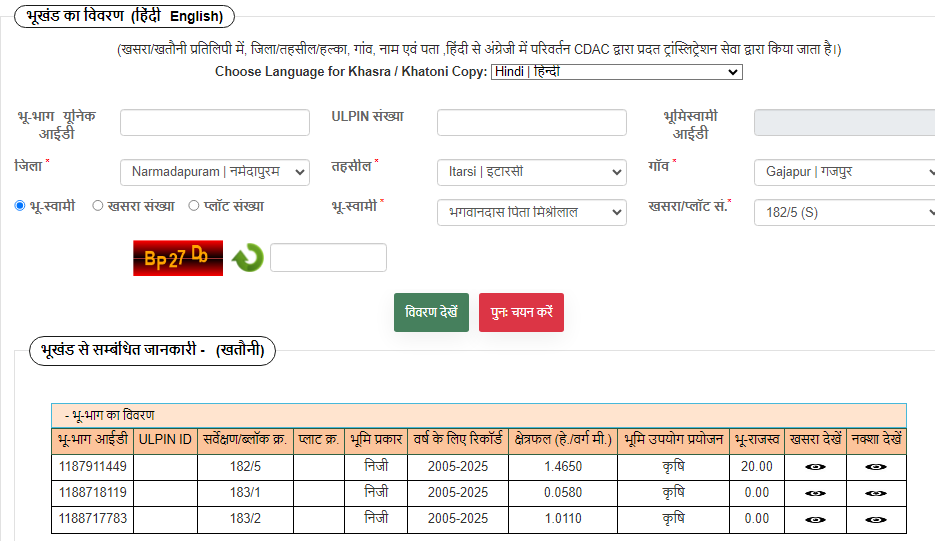 भूखंड का विवरण (हिंदी English)
(खसरा/खतौनी प्रतिलिपी में, जिला/तहसील/हल्का, गांव, नाम एवं पता ,हिंदी से अंग्रेजी में परिवर्तन CDAC द्वारा प्रदत ट्रांस्लिट्रेशन सेवा द्वारा किया जाता है।)
Choose Language for Khasra / Khatoni Copy: Hindi | हिन्दी
भू-भाग यूनिक आईडी ULPIN संख्या भूमिस्वामी आईडी
जिला * Narmadapuram | नर्मदापुरम तहसील * Itarsi | इटारसी गाँव * Gajapur | गजपुर
भू-स्वामी खसरा संख्या प्लॉट संख्या भू-स्वामी * भगवानदास पिता मिश्रीलाल खसरा/प्लॉट सं.* 182/5 (S)
Bp27 Db
विवरण देखें पुनः चयन करें
भूखंड से सम्बंधित जानकारी - (खतौनी)
- भू-भाग का विवरण
भू-भाग आईडी ULPIN ID सर्वेक्षण/ब्लॉक क्र. प्लाट क्र. भूमि प्रकार वर्ष के लिए रिकॉर्ड क्षेत्रफल (हे./वर्ग मी.) भूमि उपयोग प्रयोजन भू-राजस्व खसरा देखें नक्शा देखें
1187911449 182/5 निजी 2005-2025 1.4650 कृषि 20.00
1188718119 183/1 निजी 2005-2025 0.0580 कृषि 0.00
1188717783 183/2 निजी 2005-2025 1.0110 कृषि 0.00